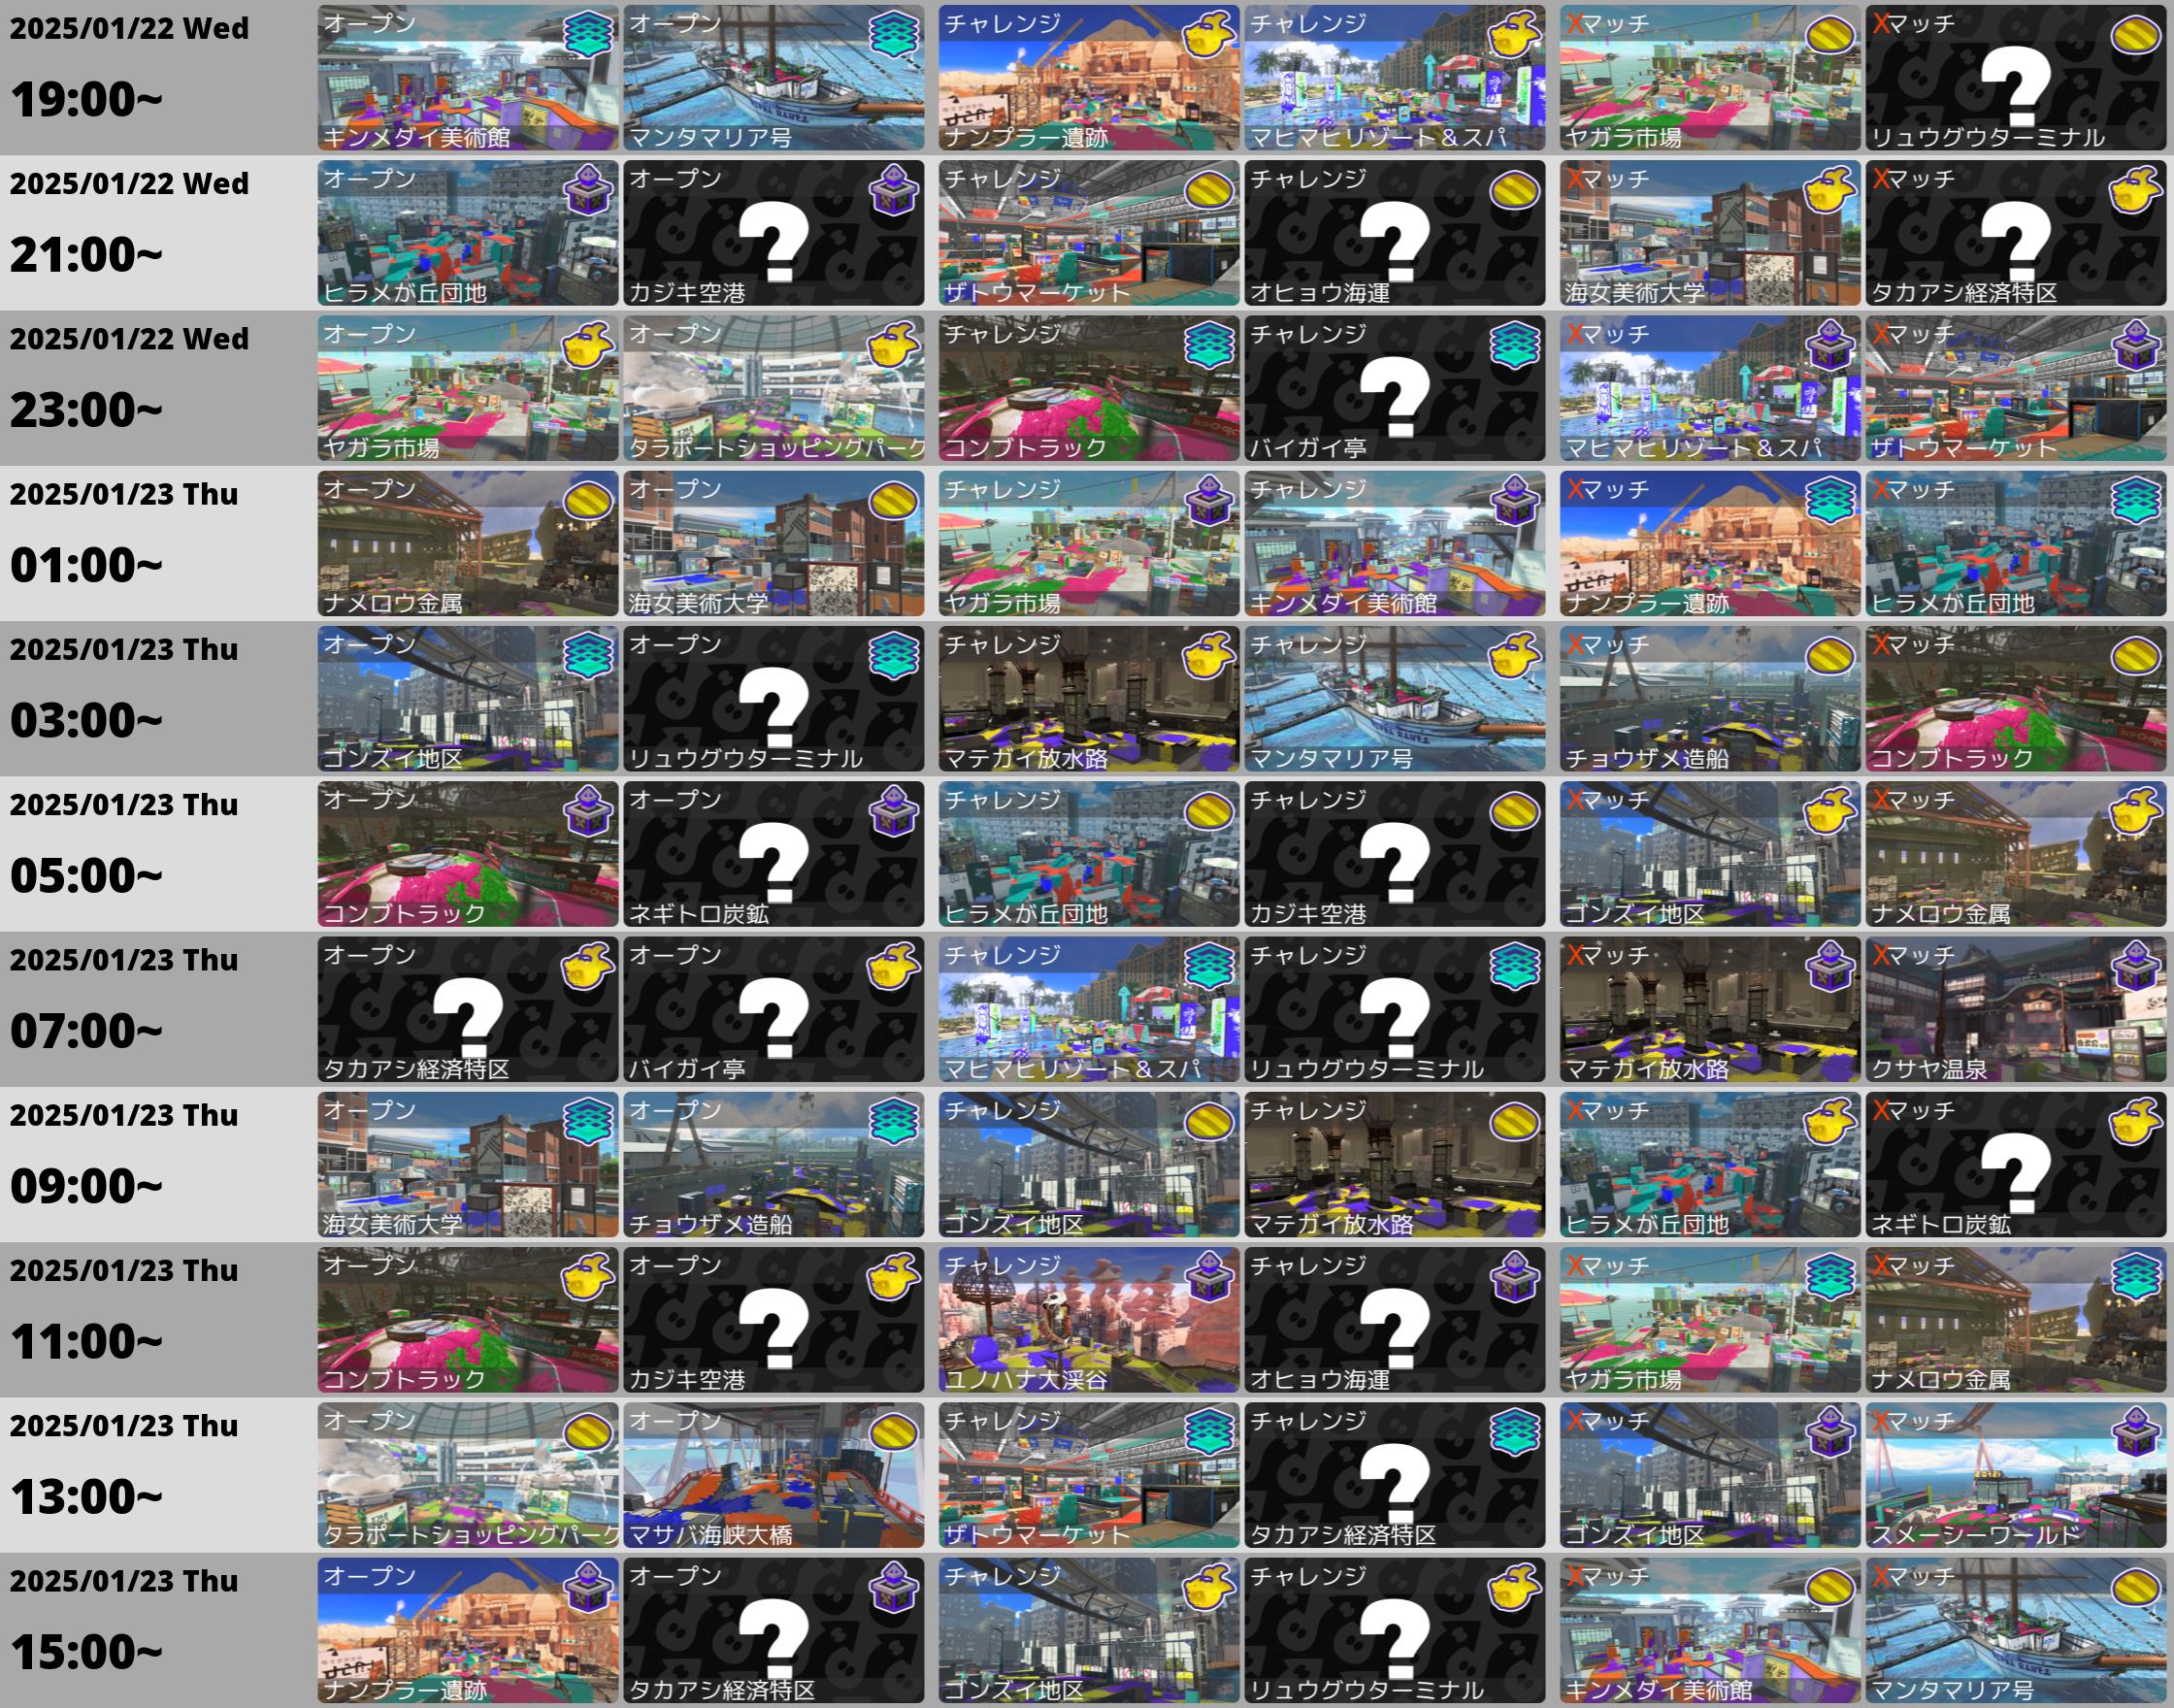 2025/01/22 Wed
19:00~
オープン
キンメダイ美術館
オープン
マンタマリア号
チャレンジ
ナンプラー遺跡
チャレンジ
マヒマヒリゾート＆スパ
Xマッチ
ヤガラ市場
Xマッチ
リュウグウターミナル
2025/01/22 Wed
21:00~
オープン
ヒラメが丘団地
オープン
カジキ空港
チャレンジ
ザトウマーケット
チャレンジ
オヒョウ海運
Xマッチ
海女美術大学
Xマッチ
タカアシ経済特区
2025/01/22 Wed
23:00~
オープン
ヤガラ市場
オープン
タラポートショッピングパーク
チャレンジ
コンブトラック
チャレンジ
バイガイ亭
Xマッチ
マヒマヒリゾート＆スパ
Xマッチ
ザトウマーケット
2025/01/23 Thu
01:00~
オープン
ナメロウ金属
オープン
海女美術大学
チャレンジ
ヤガラ市場
チャレンジ
キンメダイ美術館
Xマッチ
ナンプラー遺跡
Xマッチ
ヒラメが丘団地
2025/01/23 Thu
03:00~
オープン
ゴンズイ地区
オープン
リュウグウターミナル
チャレンジ
マテガイ放水路
チャレンジ
マンタマリア号
Xマッチ
チョウザメ造船
Xマッチ
コンブトラック
2025/01/23 Thu
05:00~
オープン
コンブトラック
オープン
ネギトロ炭鉱
チャレンジ
ヒラメが丘団地
チャレンジ
カジキ空港
Xマッチ
ゴンズイ地区
Xマッチ
ナメロウ金属
2025/01/23 Thu
07:00~
オープン
タカアシ経済特区
オープン
バイガイ亭
チャレンジ
マヒマヒリゾート＆スパ
チャレンジ
リュウグウターミナル
Xマッチ
マテガイ放水路
Xマッチ
クサヤ温泉
2025/01/23 Thu
09:00~
オープン
海女美術大学
オープン
チョウザメ造船
チャレンジ
ゴンズイ地区
チャレンジ
マテガイ放水路
Xマッチ
ヒラメが丘団地
Xマッチ
ネギトロ炭鉱
2025/01/23 Thu
11:00~
オープン
コンブトラック
オープン
カジキ空港
チャレンジ
ユノハナ大渓谷
チャレンジ
オヒョウ海運
Xマッチ
ヤガラ市場
Xマッチ
ナメロウ金属
2025/01/23 Thu
13:00~
オープン
タラポートショッピングパーク
オープン
マサバ海峡大橋
チャレンジ
ザトウマーケット
チャレンジ
タカアシ経済特区
Xマッチ
ゴンズイ地区
Xマッチ
スメーシーワールド
2025/01/23 Thu
15:00~
オープン
ナンプラー遺跡
オープン
タカアシ経済特区
チャレンジ
ゴンズイ地区
チャレンジ
リュウグウターミナル
Xマッチ
キンメダイ美術館
Xマッチ
マンタマリア号